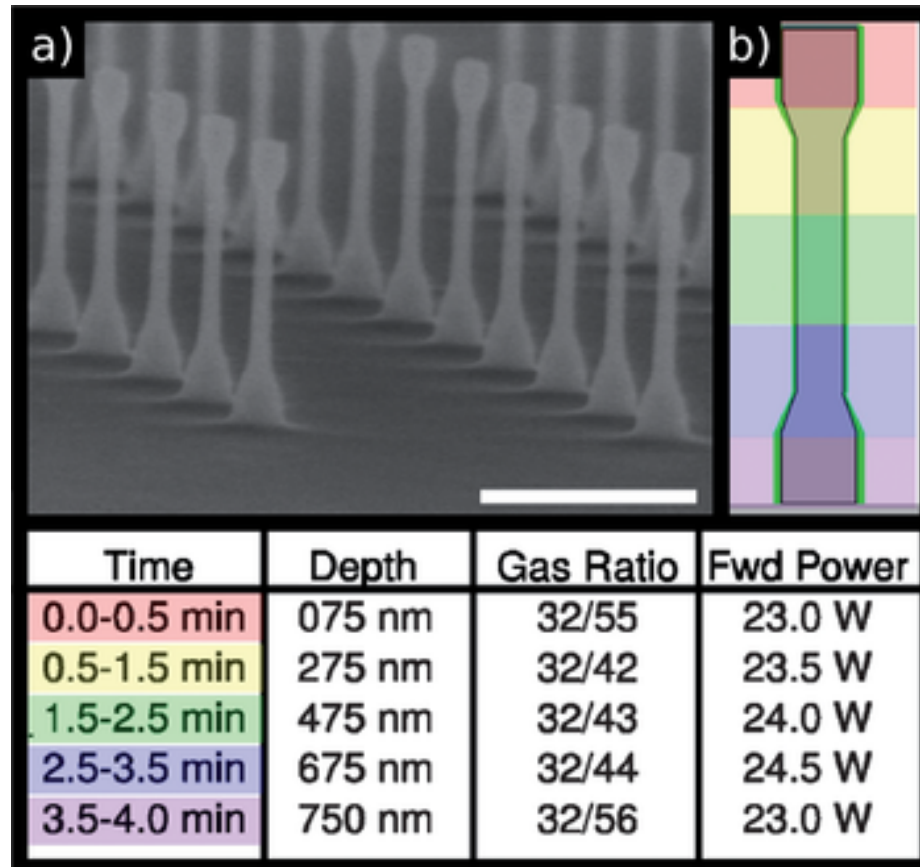 a)
b)
Time Depth Gas Ratio Fwd Power
0.0-0.5 min 075 nm 32/55 23.0 W
0.5-1.5 min 275 nm 32/42 23.5 W
1.5-2.5 min 475 nm 32/43 24.0 W
2.5-3.5 min 675 nm 32/44 24.5 W
3.5-4.0 min 750 nm 32/56 23.0 W